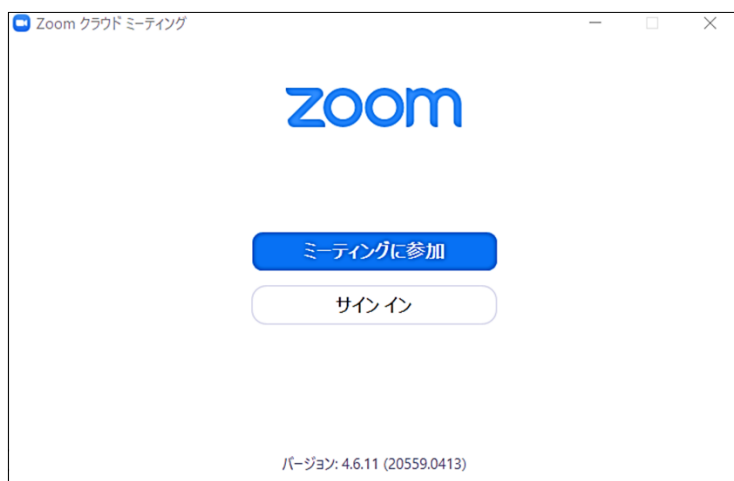 Zoom クラウド ミーティング
zoom
ミーティングに参加
サイン イン
バージョン: 4.6.11 (20559.0413)